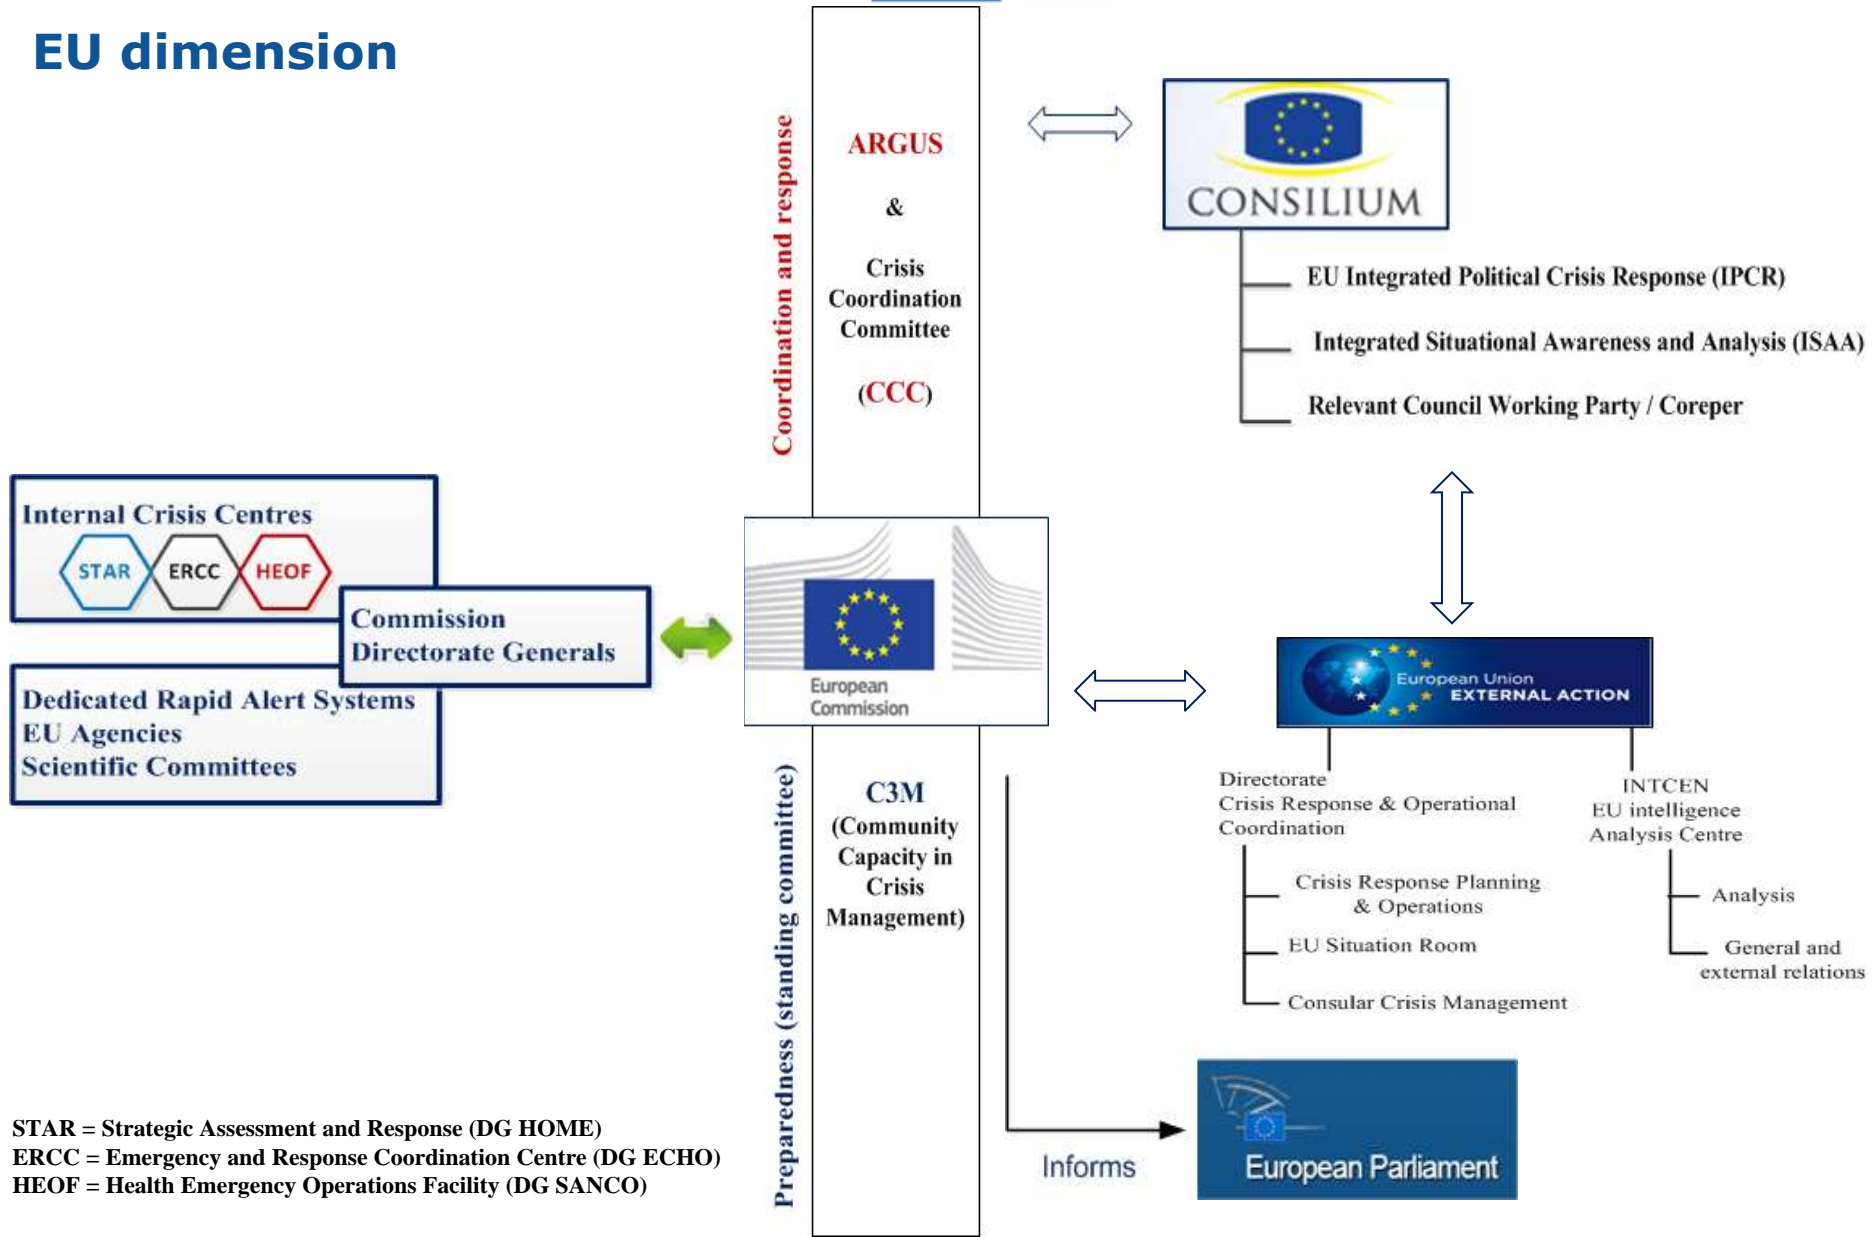 EU dimension
Coordination and response
ARGUS
&
Crisis
Coordination
Committee
(CCC)
CONSILIUM
EU Integrated Political Crisis Response (IPCR)
Integrated Situational Awareness and Analysis (ISAA)
Relevant Council Working Party / Coreper
Internal Crisis Centres
STAR
ERCC
HEOF
Commission
Directorate Generals
Dedicated Rapid Alert Systems
EU Agencies
Scientific Committees
European
Commission
European Union
EXTERNAL ACTION
Directorate
Crisis Response & Operational
Coordination
Crisis Response Planning
& Operations
EU Situation Room
Consular Crisis Management
INTCEN
EU intelligence
Analysis Centre
Analysis
General and
external relations
Preparedness (standing committee)
C3M
(Community
Capacity in
Crisis
Management)
Informs
European Parliament
STAR = Strategic Assessment and Response (DG HOME)
ERCC = Emergency and Response Coordination Centre (DG ECHO)
HEOF = Health Emergency Operations Facility (DG SANCO)